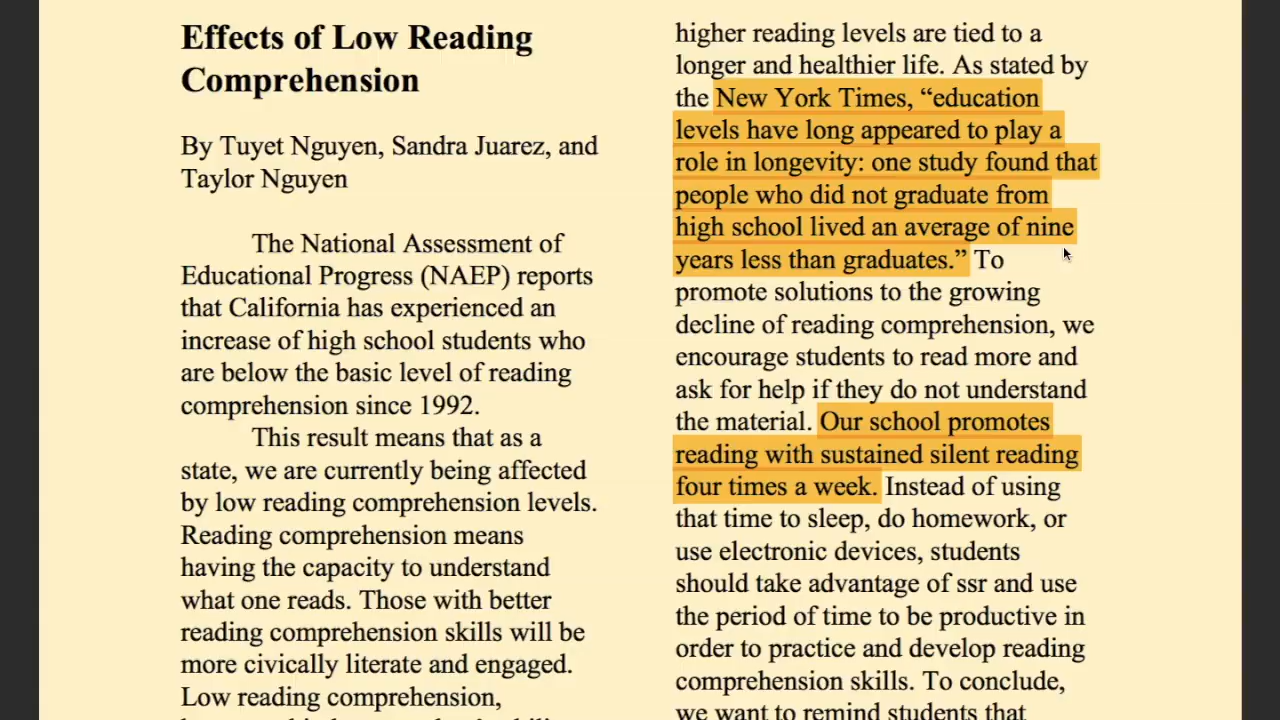 Effects of Low Reading
Comprehension
By Tuyet Nguyen, Sandra Juarez, and
Taylor Nguyen
The National Assessment of
Educational Progress (NAEP) reports
that California has experienced an
increase of high school students who
are below the basic level of reading
comprehension since 1992.
This result means that as a
state, we are currently being affected
by low reading comprehension levels.
Reading comprehension means
having the capacity to understand
what one reads. Those with better
reading comprehension skills will be
more civically literate and engaged.
Low reading comprehension,
higher reading levels are tied to a
longer and healthier life. As stated by
the New York Times, “education
levels have long appeared to play a
role in longevity: one study found that
people who did not graduate from
high school lived an average of nine
years less than graduates.” To
promote solutions to the growing
decline of reading comprehension, we
encourage students to read more and
ask for help if they do not understand
the material. Our school promotes
reading with sustained silent reading
four times a week. Instead of using
that time to sleep, do homework, or
use electronic devices, students
should take advantage of ssr and use
the period of time to be productive in
order to practice and develop reading
comprehension skills. To conclude,
we want to remind students that